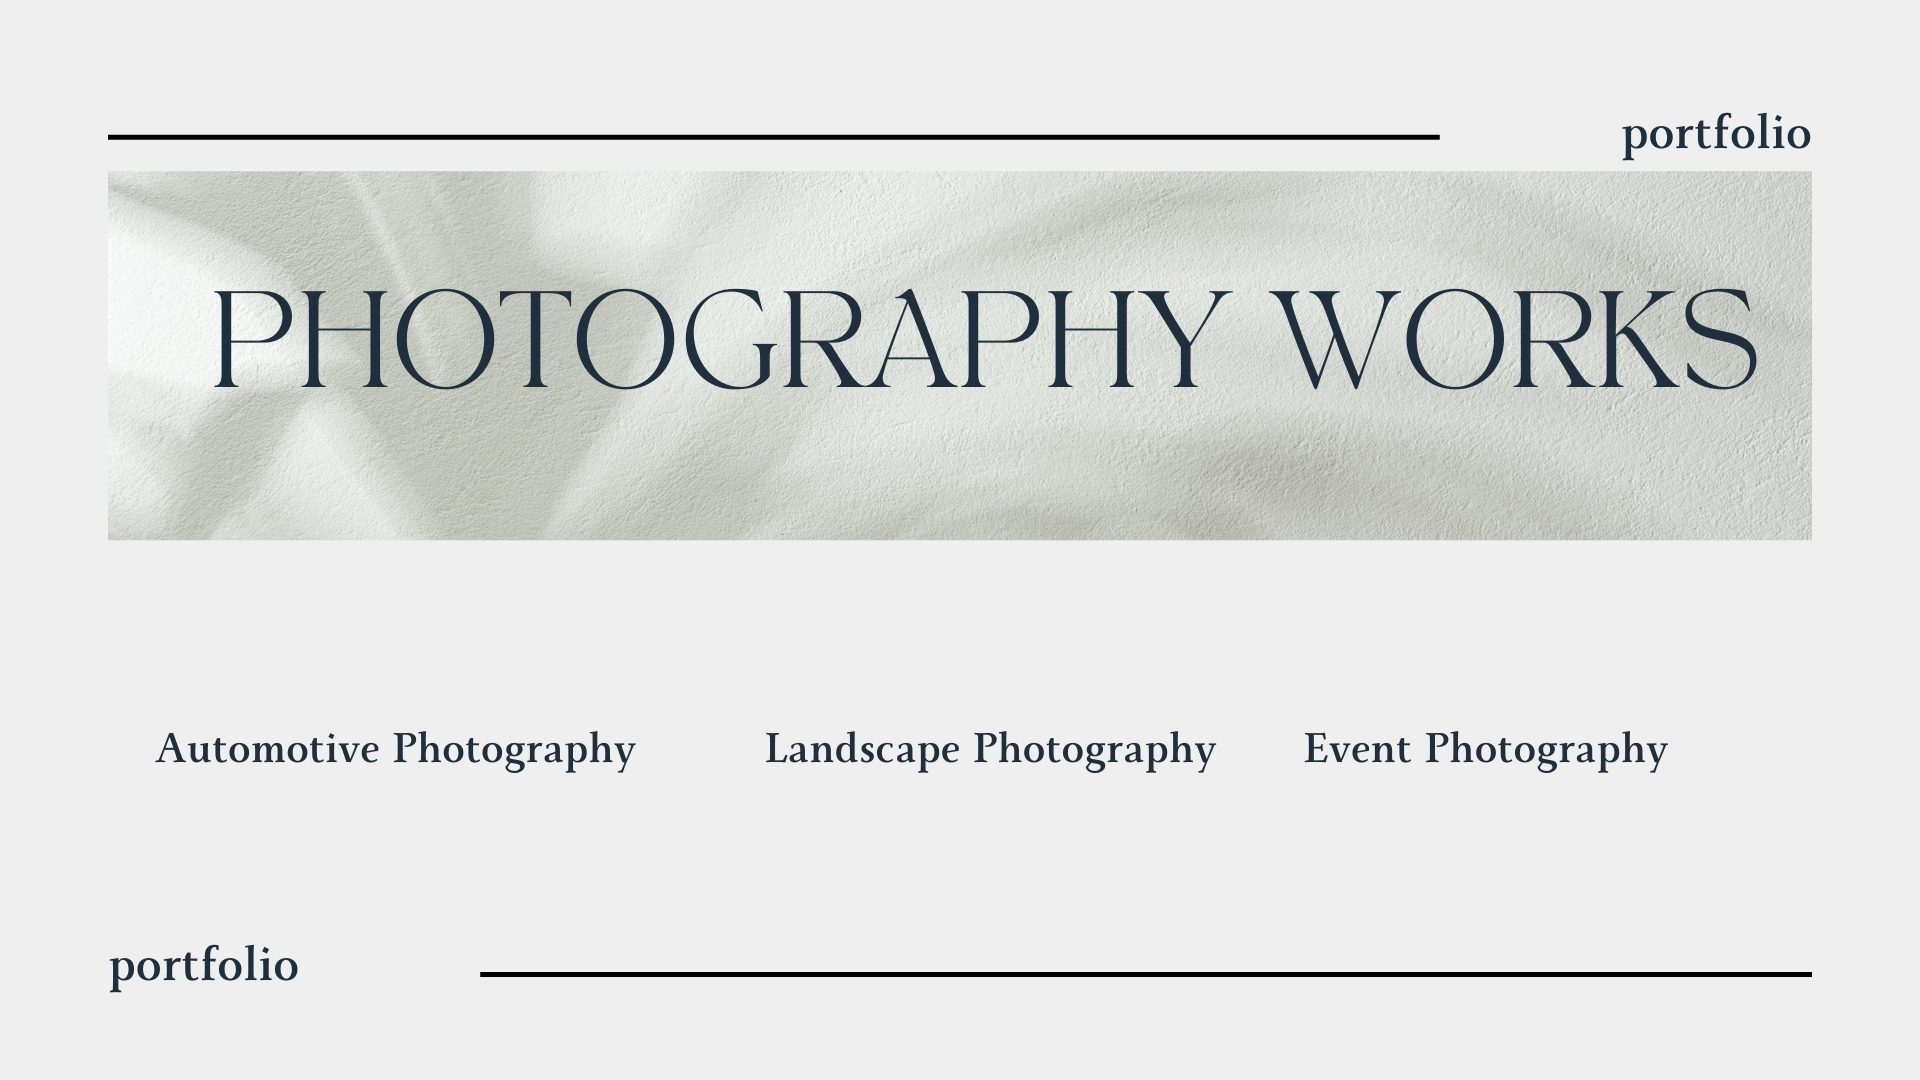 portfolio
PHOTOGRAPHY WORKS
Automotive Photography
Landscape Photography
Event Photography
portfolio